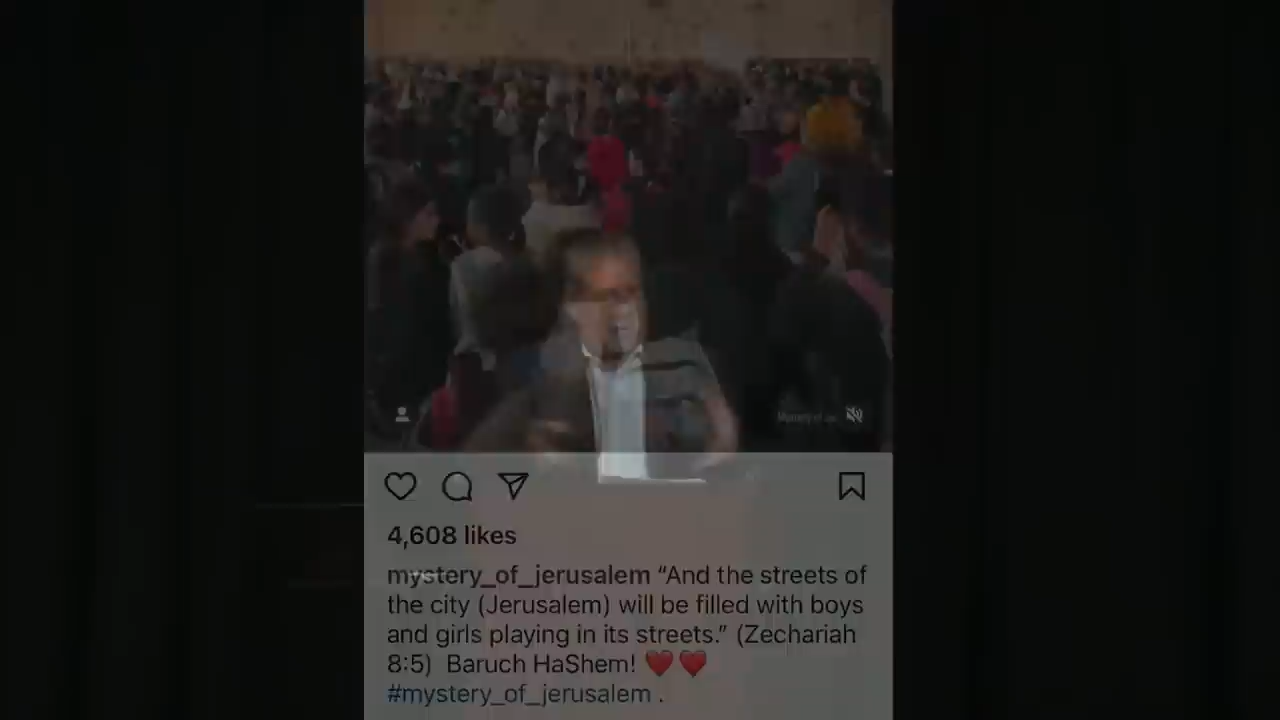 4,608 likes
mystery_of_jerusalem “And the streets of
the city (Jerusalem) will be filled with boys
and girls playing in its streets.” (Zechariah
8:5)  Baruch HaShem! ❤️❤️
#mystery_of_jerusalem .